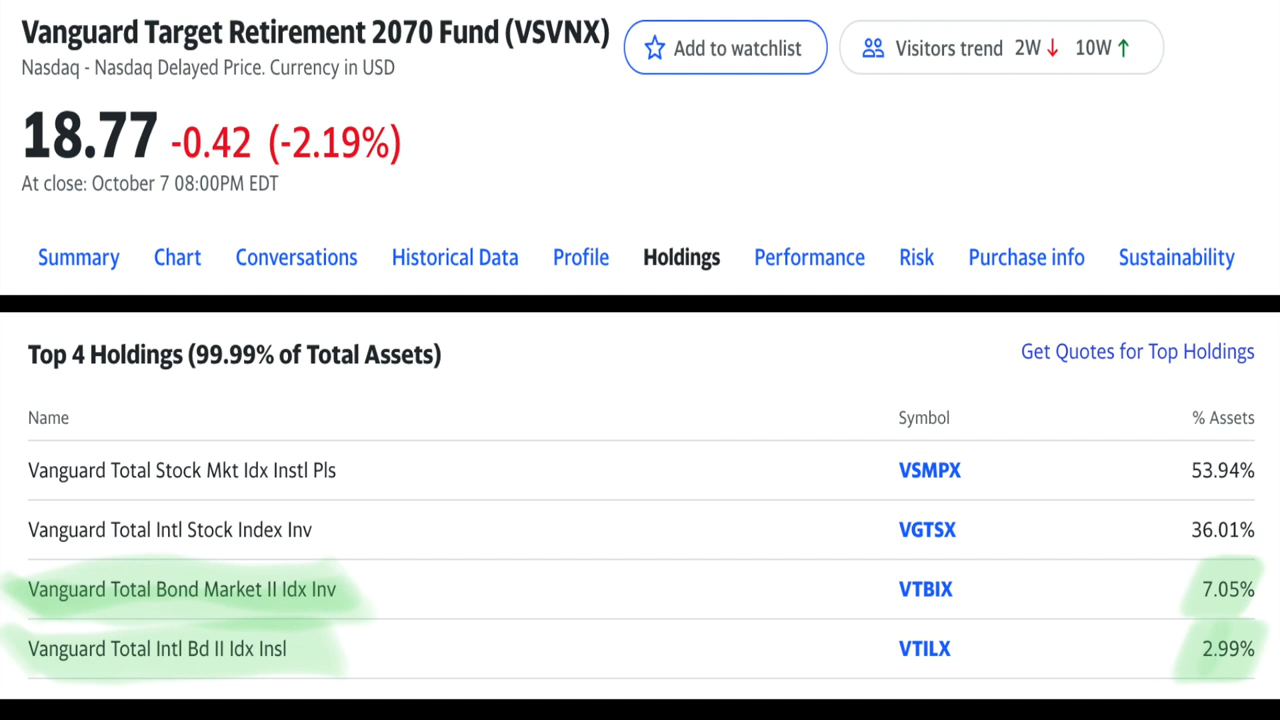 Vanguard Target Retirement 2070 Fund (VSVNX)
Add to watchlist
Visitors trend 2W↓ 10W↑
Nasdaq - Nasdaq Delayed Price. Currency in USD
18.77 -0.42 (-2.19%)
At close: October 7 08:00PM EDT
Summary Chart Conversations Historical Data Profile Holdings Performance Risk Purchase info Sustainability
Top 4 Holdings (99.99% of Total Assets) Get Quotes for Top Holdings
Name Symbol % Assets
Vanguard Total Stock Mkt Idx Instl Pls VSMPX 53.94%
Vanguard Total Intl Stock Index Inv VGTSX 36.01%
Vanguard Total Bond Market II Idx Inv VTBIX 7.05%
Vanguard Total Intl Bd II Idx Insl VTILX 2.99%